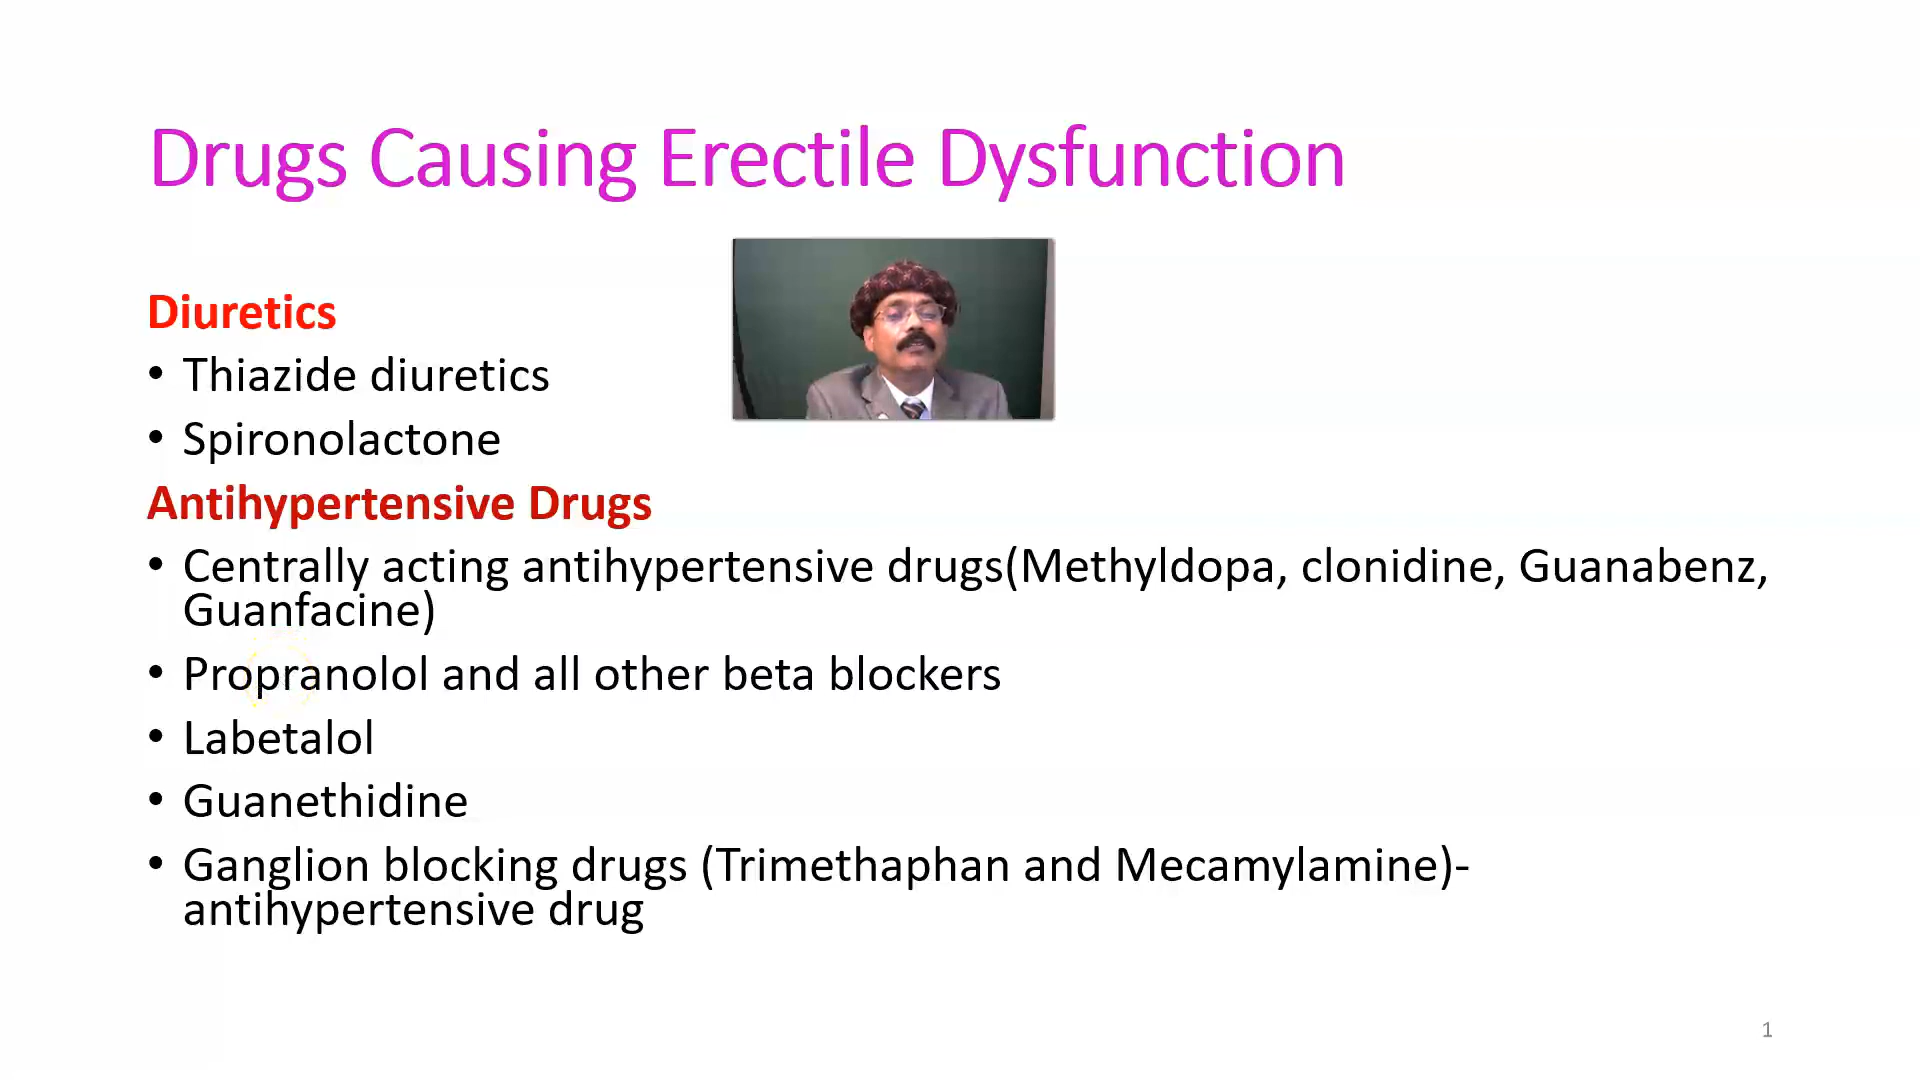 Drugs Causing Erectile Dysfunction
Diuretics
• Thiazide diuretics
• Spironolactone
Antihypertensive Drugs
• Centrally acting antihypertensive drugs(Methyldopa, clonidine, Guanabenz,
Guanfacine)
• Propranolol and all other beta blockers
• Labetalol
• Guanethidine
• Ganglion blocking drugs (Trimethaphan and Mecamylamine)-
antihypertensive drug
1